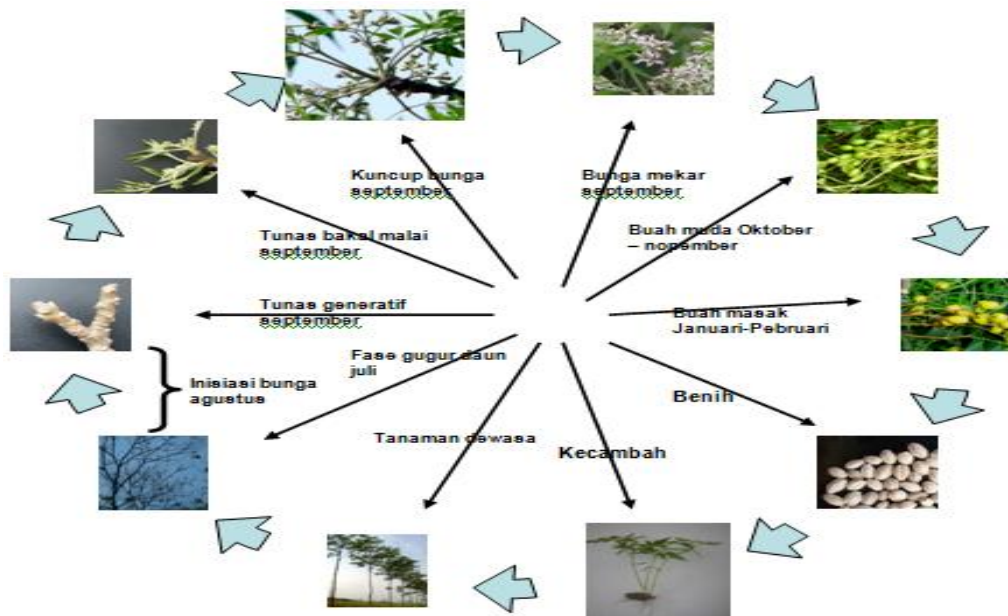 Kuncup bunga
september
Bunga mekar
september
Tunas bakal malai
september
Buah muda Oktober
– nopember
Tunas generatif
september
Buah masak
Januari-Pebruari
Fase gugur daun
juli
Inisiasi bunga
agustus
Benih
Tanaman dewasa
Kecambah